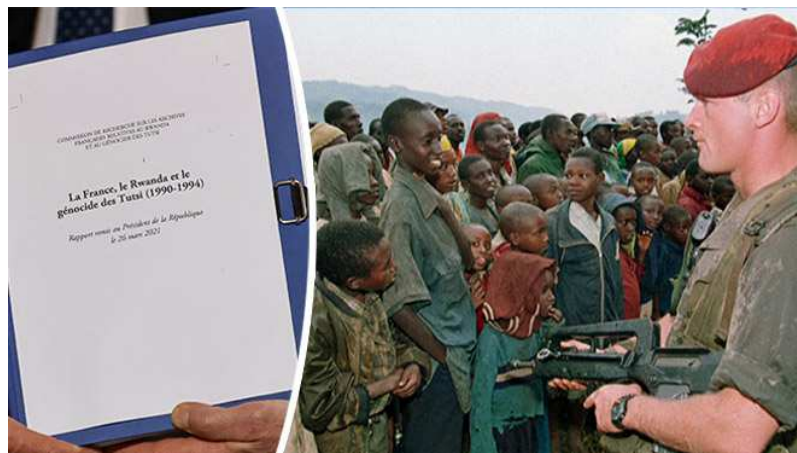 COMMISSION DE RECHERCHE SUR LES ARCHIVES
FRANÇAISES RELATIVES AU RWANDA
ET AU GÉNOCIDE DES TUTSI
La France, le Rwanda et le
génocide des Tutsi (1990-1994)
Rapport remis au Président de la République
le 26 mars 2021